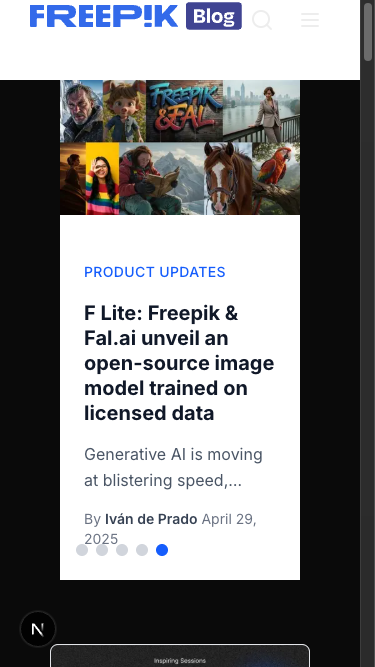 FREEP!K Blog
FREEPIK
&FAL
PRODUCT UPDATES
F Lite: Freepik &
Fal.ai unveil an
open-source image
model trained on
licensed data
Generative AI is moving
at blistering speed,...
By Iván de Prado April 29,
2025
N
Inspiring Sessions